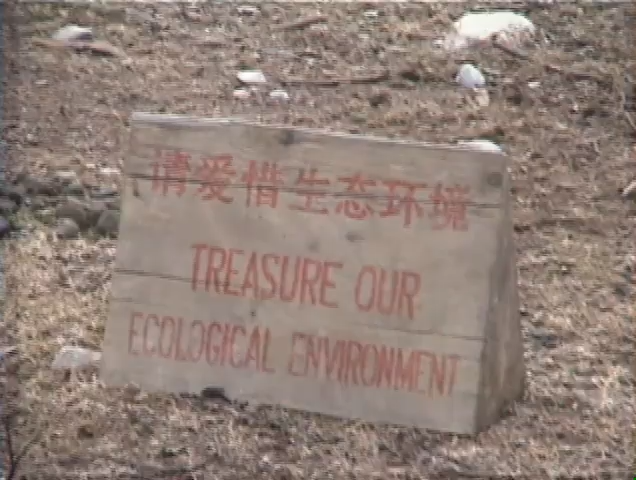 请爱惜生态环境
TREASURE OUR
ECOLOGICAL ENVIRONMENT